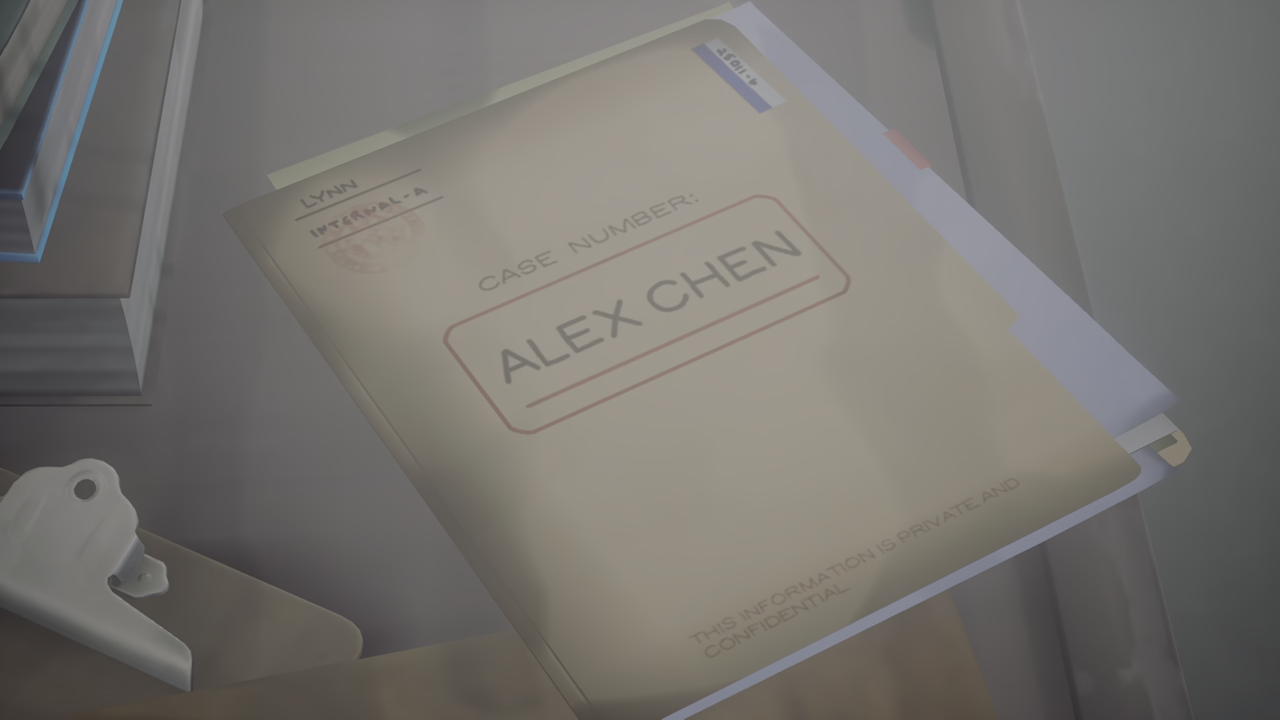 LYNN
INTERNAL-A
CASE NUMBER:
ALEX CHEN
THIS INFORMATION IS PRIVATE AND
CONFIDENTIAL